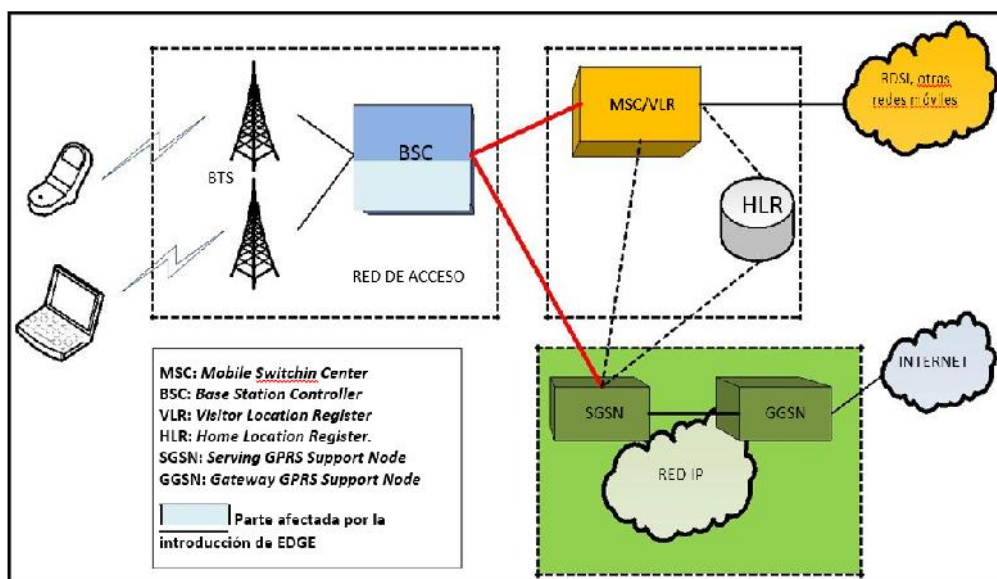 MSC/VLR
RDSI, otras
redes móviles
BSC
BTS
HLR
RED DE ACCESO
INTERNET
SGSN
GGSN
RED IP
MSC: Mobile Switchin Center
BSC: Base Station Controller
VLR: Visitor Location Register
HLR: Home Location Register.
SGSN: Serving GPRS Support Node
GGSN: Gateway GPRS Support Node
Parte afectada por la
introducción de EDGE